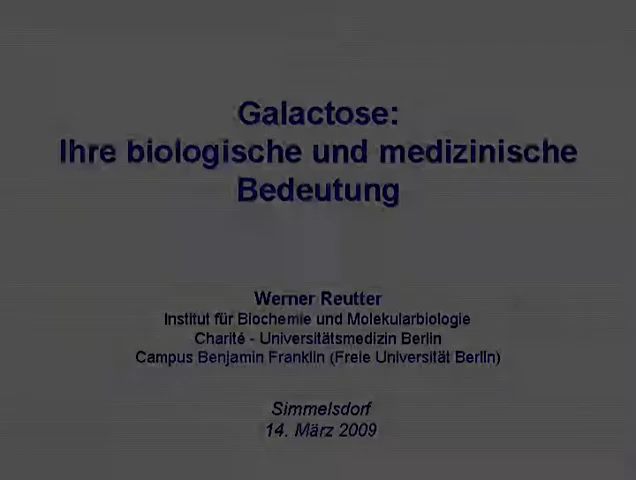 Galactose:
Ihre biologische und medizinische
Bedeutung
Werner Reutter
Institut für Biochemie und Molekularbiologie
Charité - Universitätsmedizin Berlin
Campus Benjamin Franklin (Freie Universität Berlin)
Simmelsdorf
14. März 2009